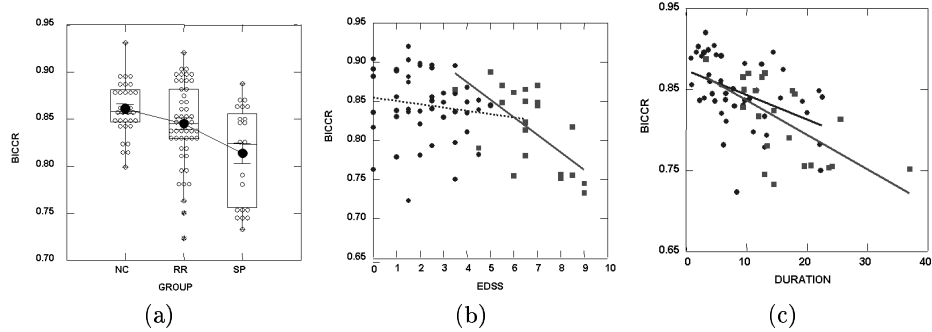 BICCR
0.95
0.90
0.85
0.80
0.75
0.70
NC RR SP
GROUP
(a)
BICCR
0.95
0.90
0.85
0.80
0.75
0.70
0.65
0 1 2 3 4 5 6 7 8 9 10
EDSS
(b)
BICCR
0.95
0.85
0.75
0.65
0 10 20 30 40
DURATION
(c)